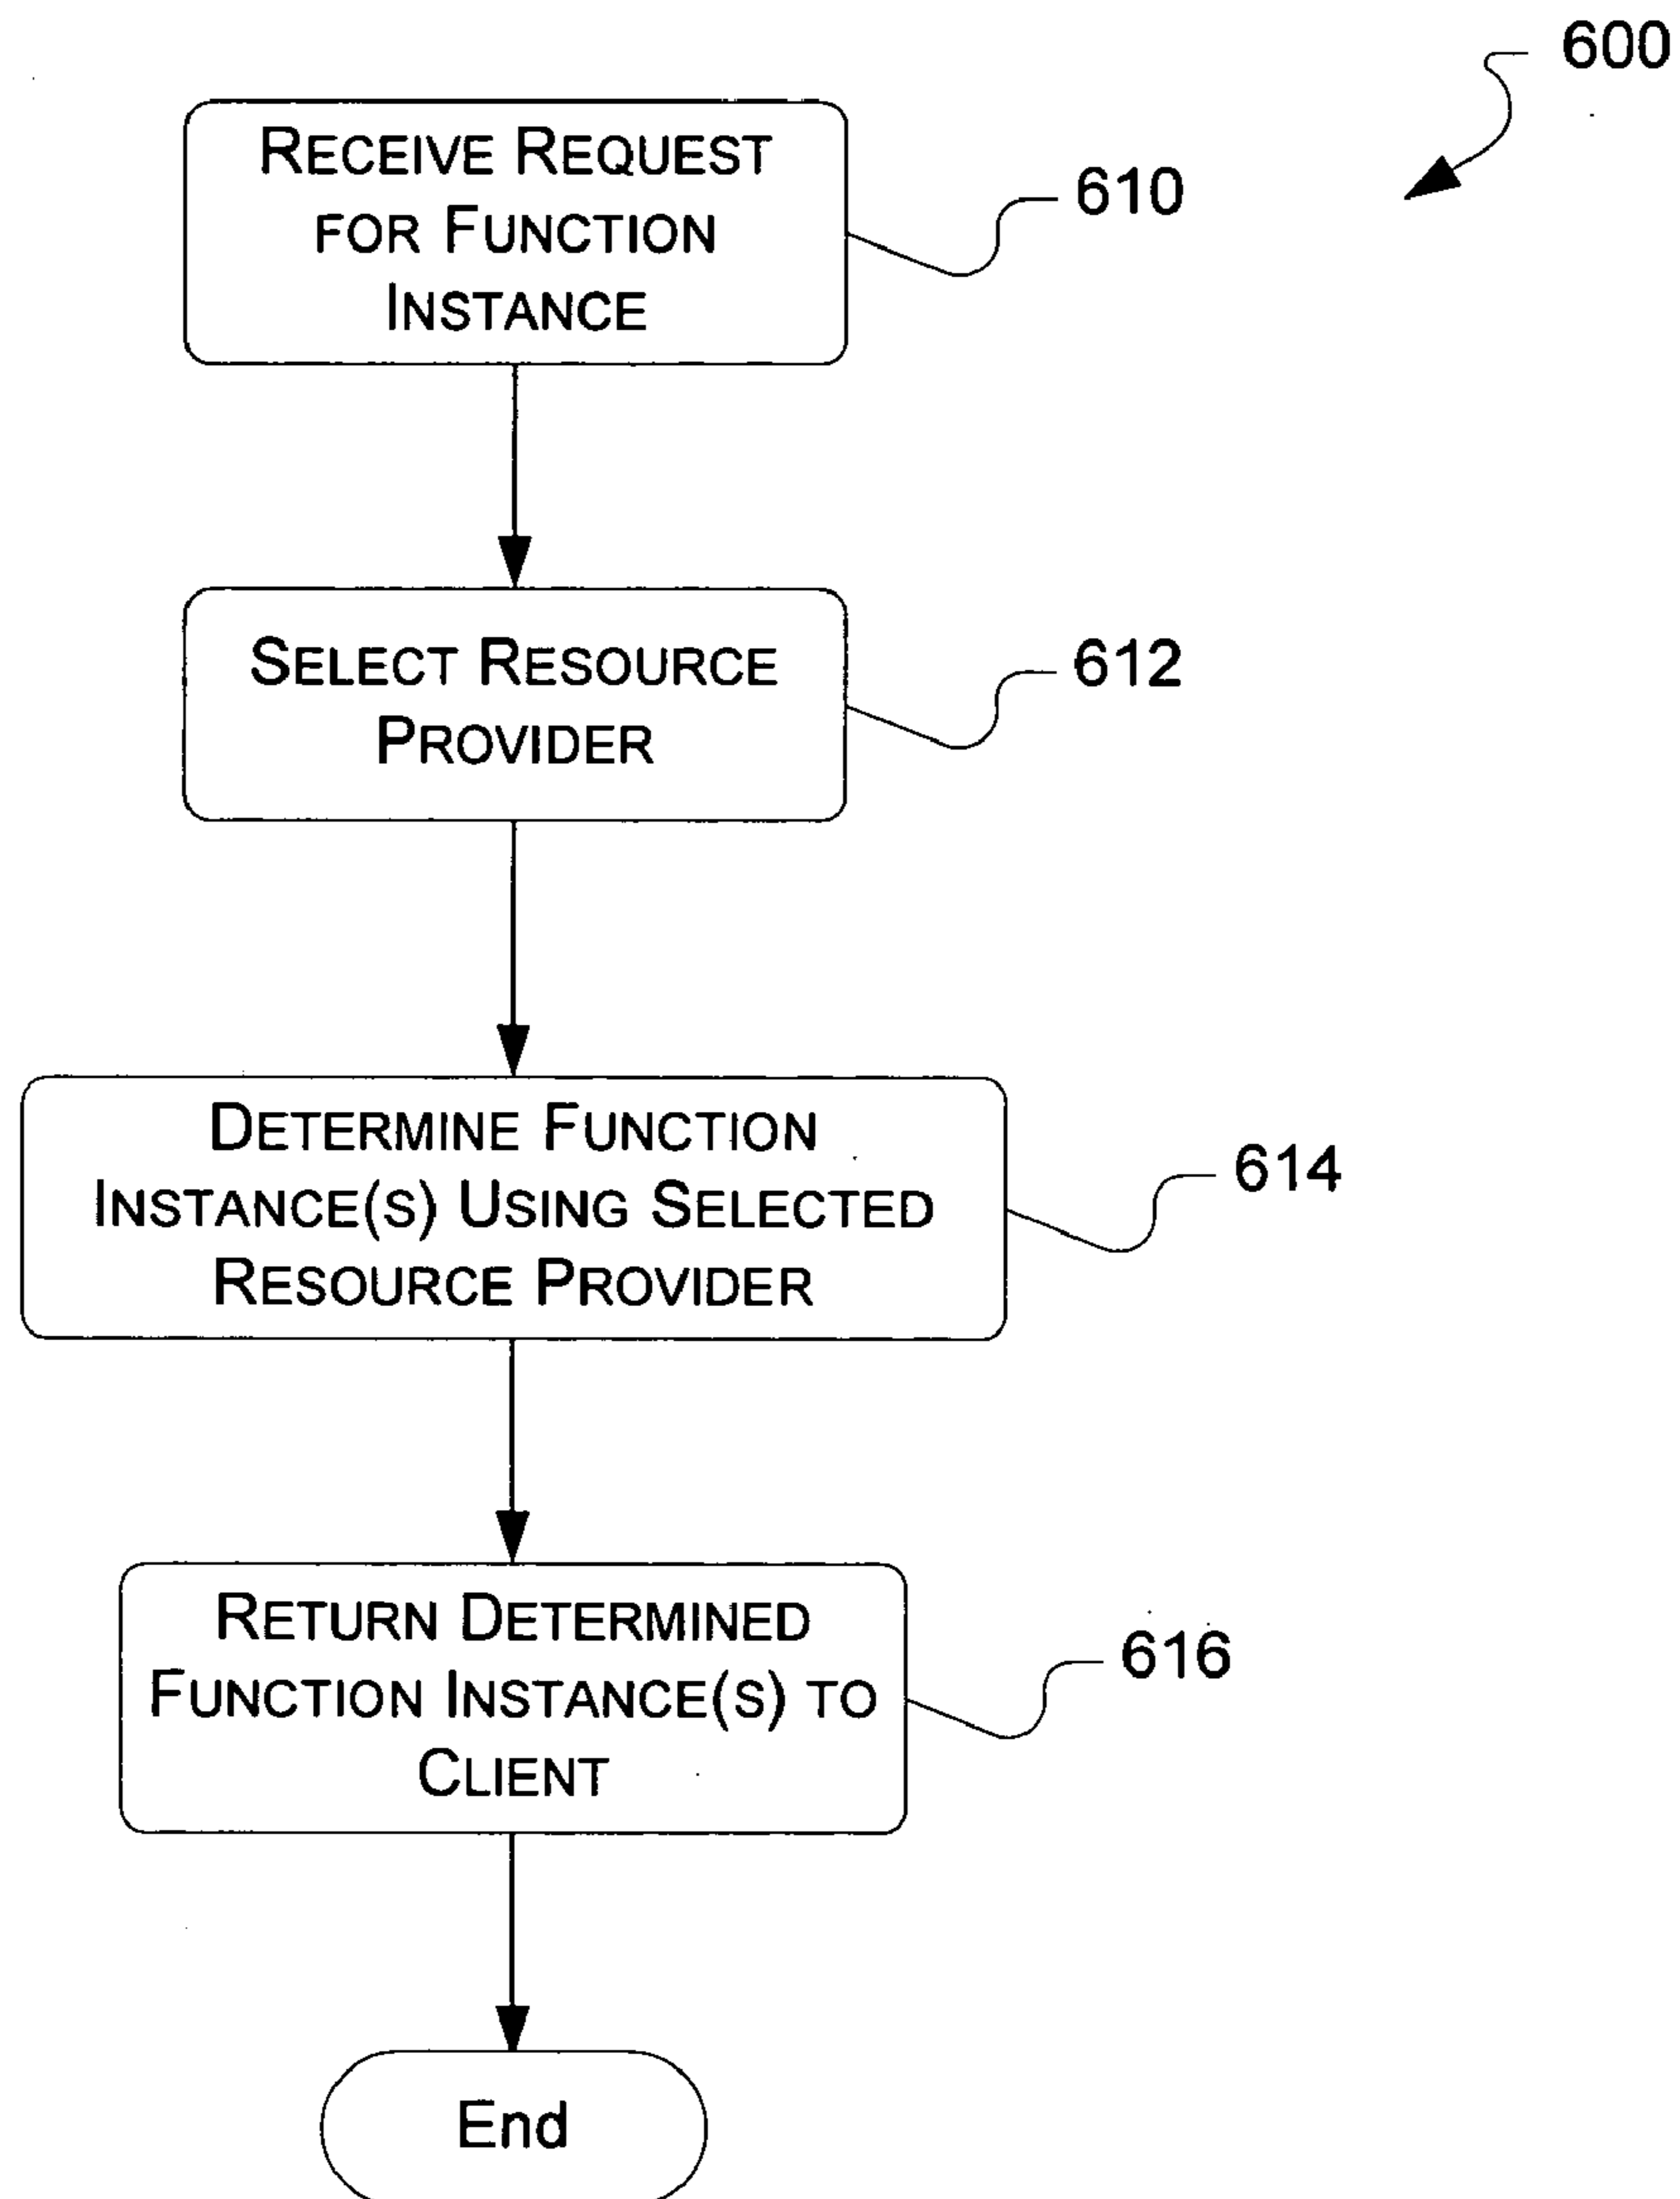 600
RECEIVE REQUEST
FOR FUNCTION
INSTANCE
610
SELECT RESOURCE
PROVIDER
612
DETERMINE FUNCTION
INSTANCE(S) USING SELECTED
RESOURCE PROVIDER
614
RETURN DETERMINED
FUNCTION INSTANCE(S) TO
CLIENT
616
End